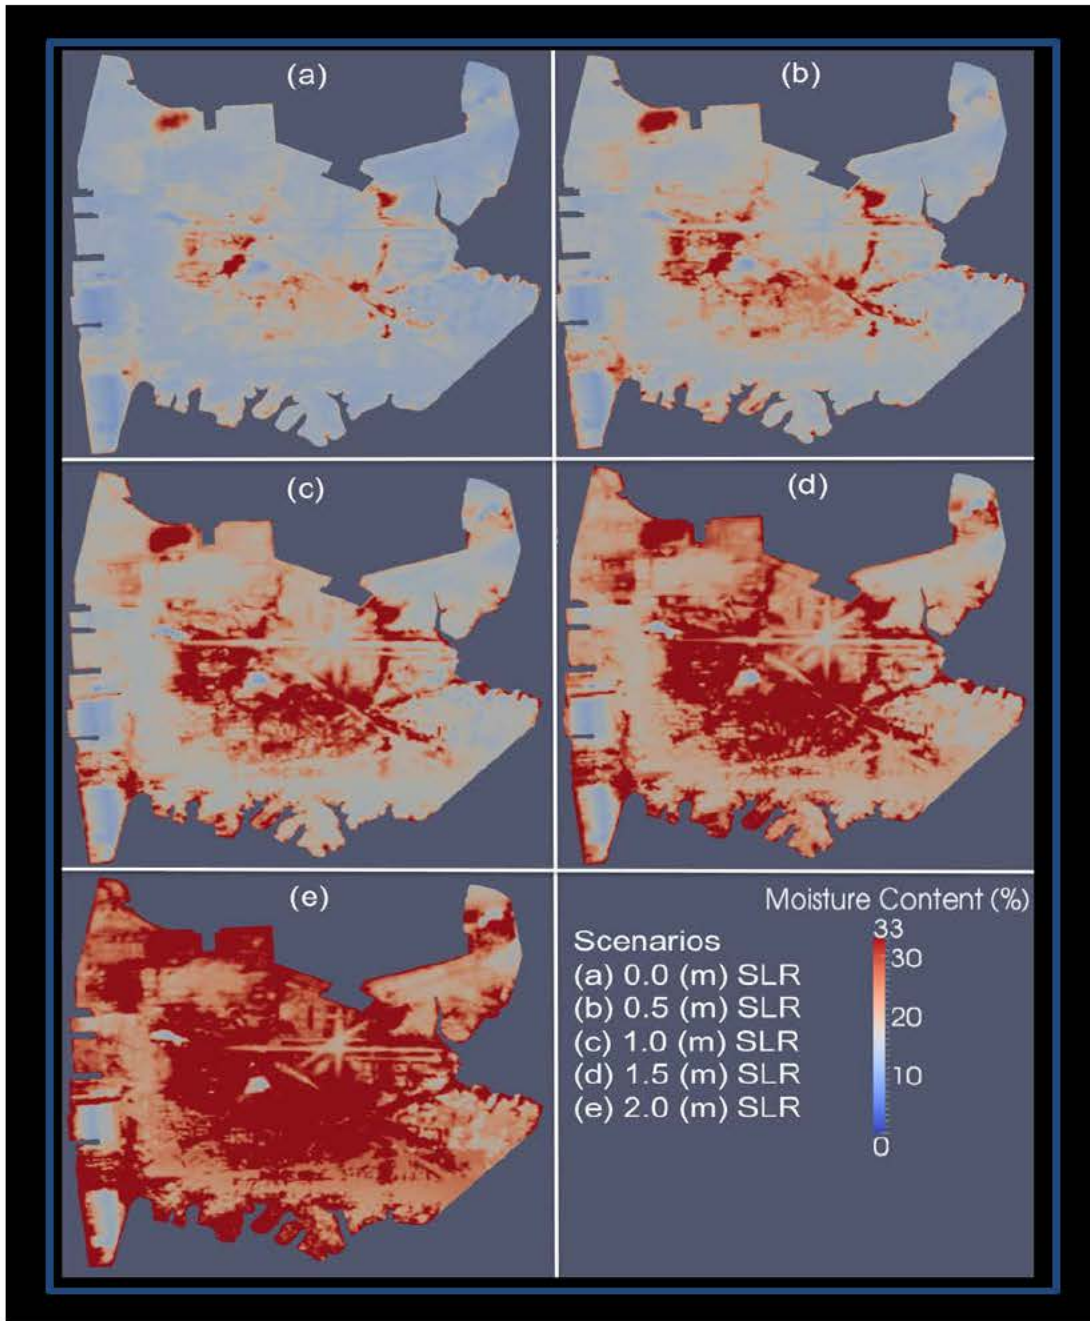 (a)
(b)
(c)
(d)
(e)
Moisture Content (%)
33
30
20
10
0
Scenarios
(a) 0.0 (m) SLR
(b) 0.5 (m) SLR
(c) 1.0 (m) SLR
(d) 1.5 (m) SLR
(e) 2.0 (m) SLR